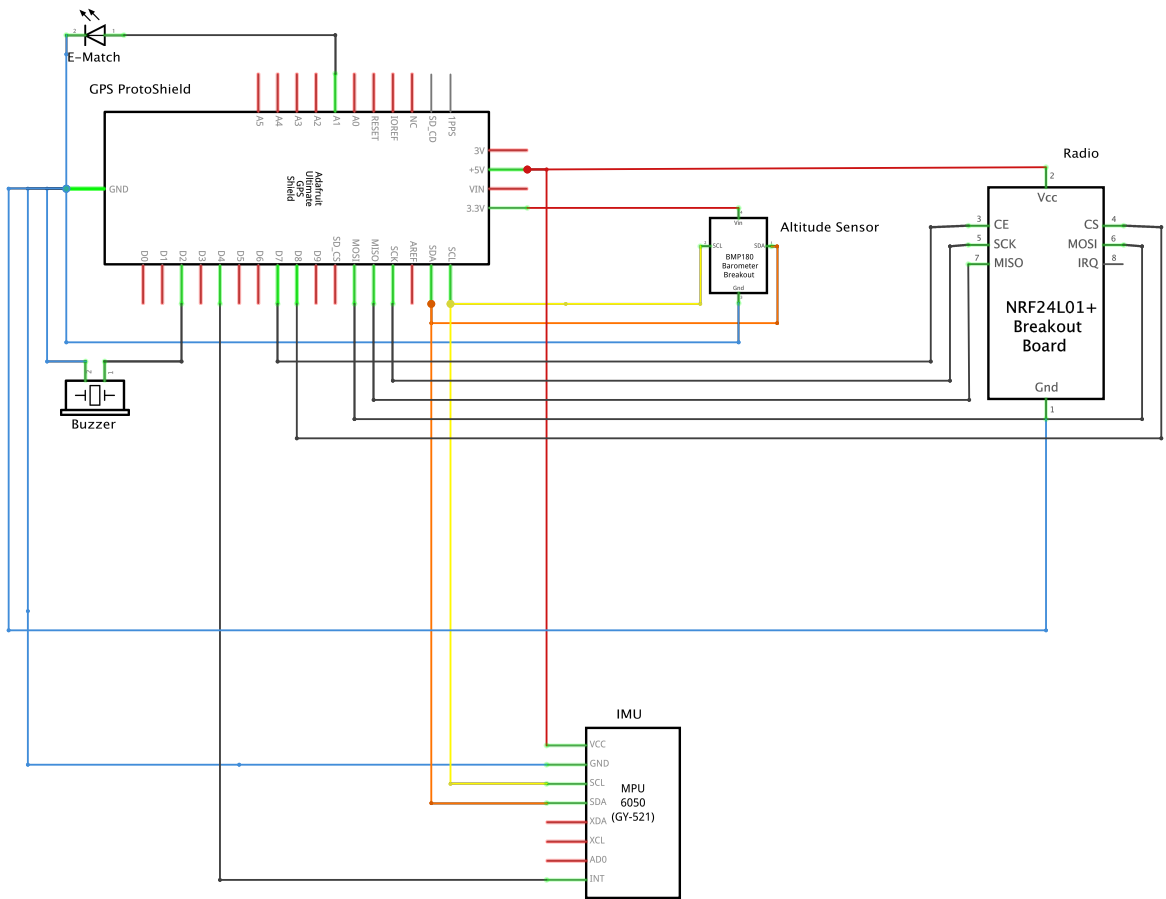 2
1
E-Match
GPS ProtoShield
A5
A4
A3
A2
A1
A0
RESET
IOREF
NC
SD_CD
1PPS
3V
+5V
VIN
3.3V
GND
Adafruit
Ultimate
GPS
Shield
D0
D1
D2
D3
D4
D5
D6
D7
D8
D9
SD_CS
MOSI
MISO
SCK
AREF
SDA
SCL
Radio
2
Vcc
3
CE
CS
4
5
SCK
MOSI
6
7
MISO
IRQ
8
NRF24L01+
Breakout
Board
Gnd
1
Altitude Sensor
Vin
SCL
SDA
BMP180
Barometer
Breakout
Gnd
2
1
Buzzer
IMU
VCC
GND
SCL
SDA
XDA
XCL
AD0
INT
MPU
6050
(GY-521)